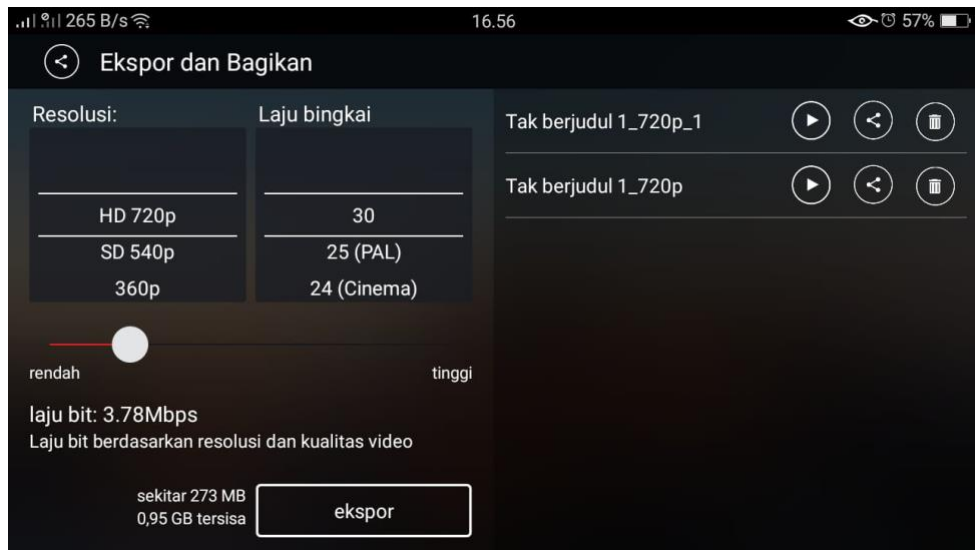 265 B/s 16.56 57%
Ekspor dan Bagikan
Resolusi: Laju bingkai
HD 720p 30
SD 540p 25 (PAL)
360p 24 (Cinema)
rendah tinggi
laju bit: 3.78Mbps
Laju bit berdasarkan resolusi dan kualitas video
sekitar 273 MB
0,95 GB tersisa
ekspor
Tak berjudul 1_720p_1
Tak berjudul 1_720p